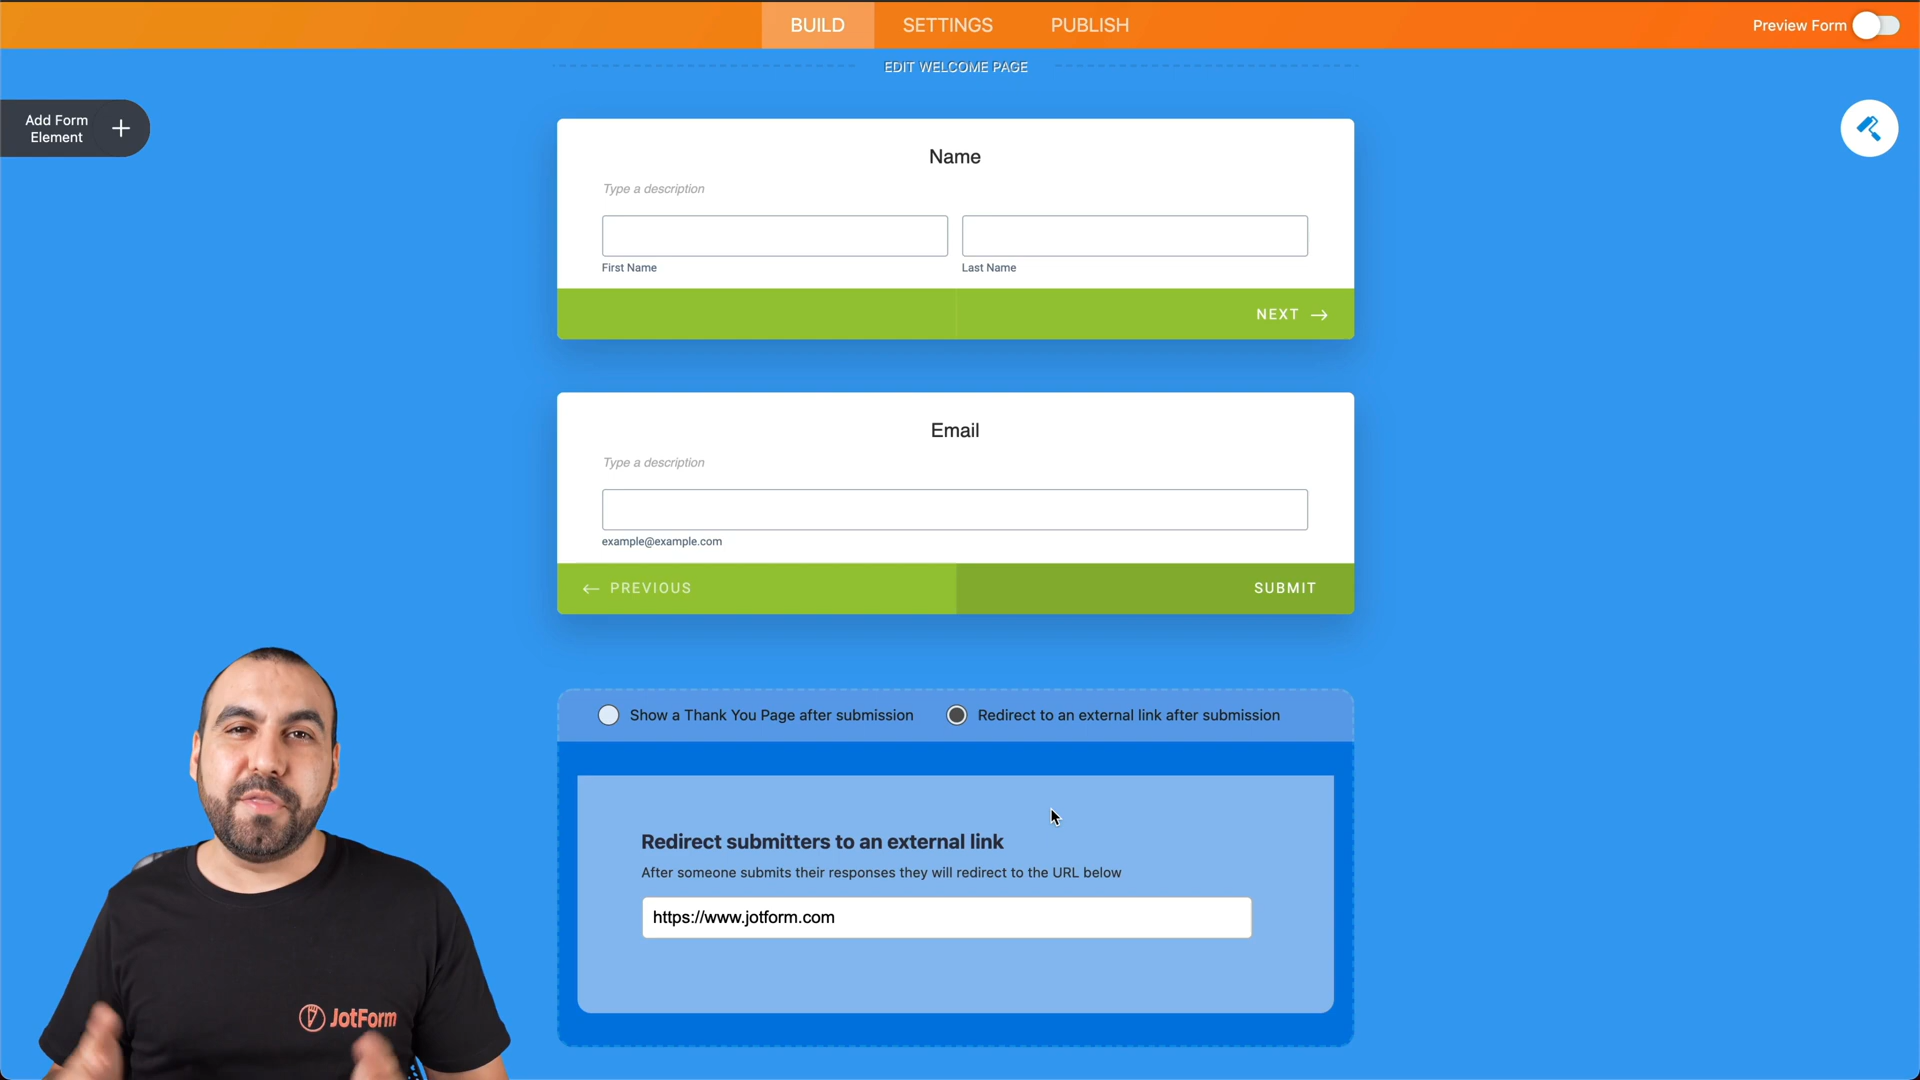 BUILD
SETTINGS
PUBLISH
Preview Form
EDIT WELCOME PAGE
Add Form
Element
Name
Type a description
First Name
Last Name
NEXT →
Email
Type a description
example@example.com
← PREVIOUS
SUBMIT
Show a Thank You Page after submission
Redirect to an external link after submission
Redirect submitters to an external link
After someone submits their responses they will redirect to the URL below
https://www.jotform.com
JotForm